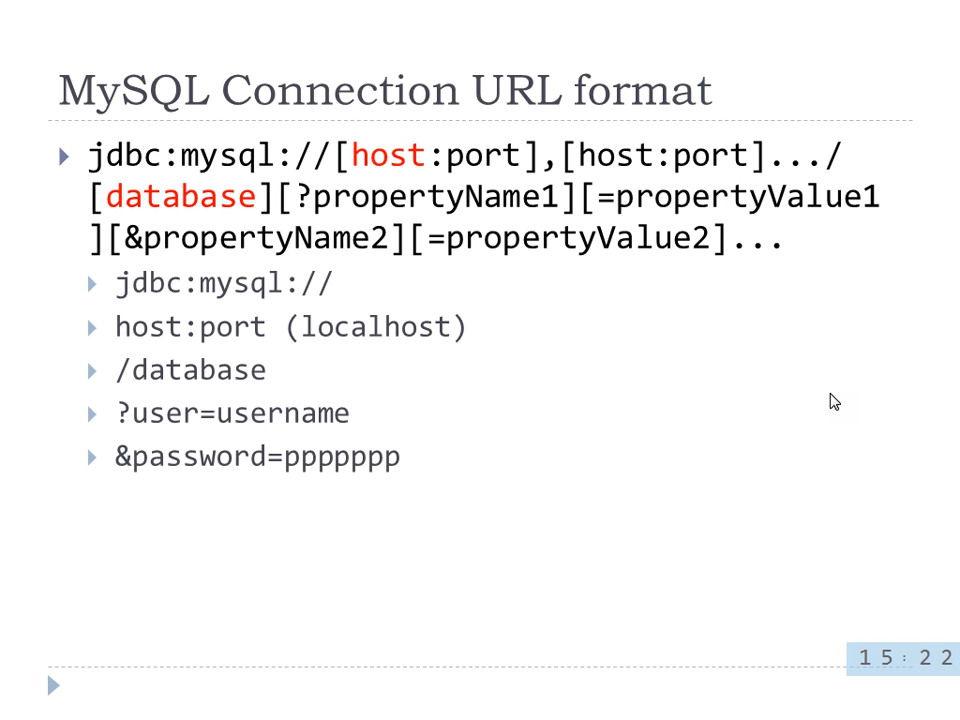 MySQL Connection URL format
jdbc:mysql://[host:port],[host:port].../
[database][?propertyName1][=propertyValue1
][&propertyName2][=propertyValue2]...
jdbc:mysql://
host:port (localhost)
/database
?user=username
&password=ppppppp
15:22